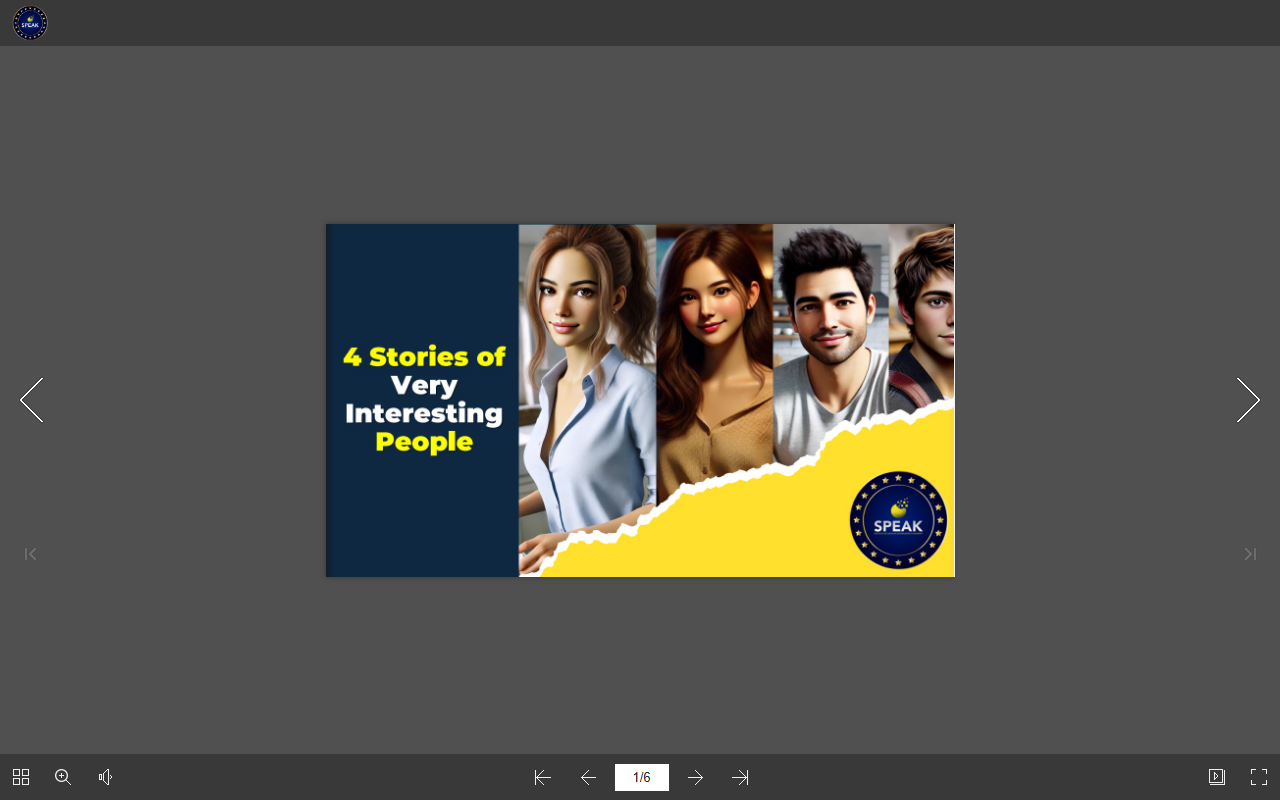 SPEAK
4 Stories of
Very
Interesting
People
SPEAK
1/6